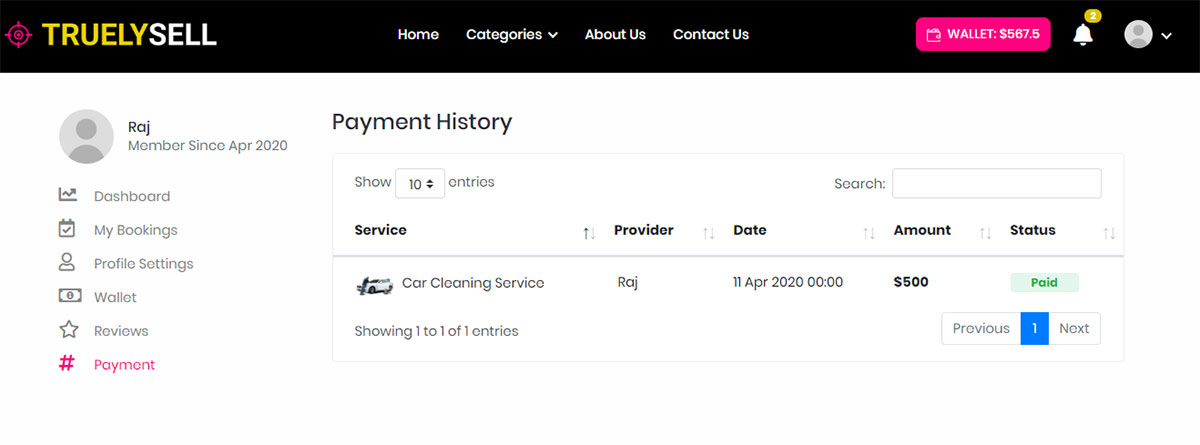 TRUELYSELL Home Categories About Us Contact Us WALLET: $567.5 2
Raj
Member Since Apr 2020
Dashboard
My Bookings
Profile Settings
Wallet
Reviews
# Payment
Payment History
Show 10 entries Search:
Service Provider Date Amount Status
Car Cleaning Service Raj 11 Apr 2020 00:00 $500 Paid
Showing 1 to 1 of 1 entries Previous 1 Next